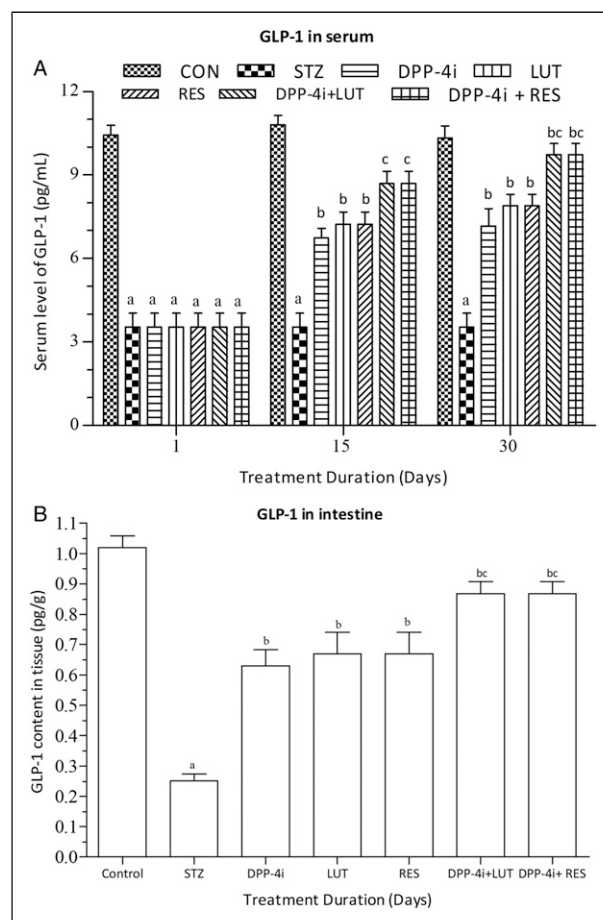 GLP-1 in serum
A
CON STZ DPP-4i LUT
RES DPP-4i+LUT DPP-4i + RES
12
9
6
3
0
Serum level of GLP-1 (pg/mL)
a a a a a a
a b b b c c
a b b b bc bc
1 15 30
Treatment Duration (Days)
B
GLP-1 in intestine
1.1
1.0
0.9
0.8
0.7
0.6
0.5
0.4
0.3
0.2
0.1
0.0
GLP-1 content in tissue (pg/g)
a b b b bc bc
Control STZ DPP-4i LUT RES DPP-4i+LUT DPP-4i+ RES
Treatment Duration (Days)